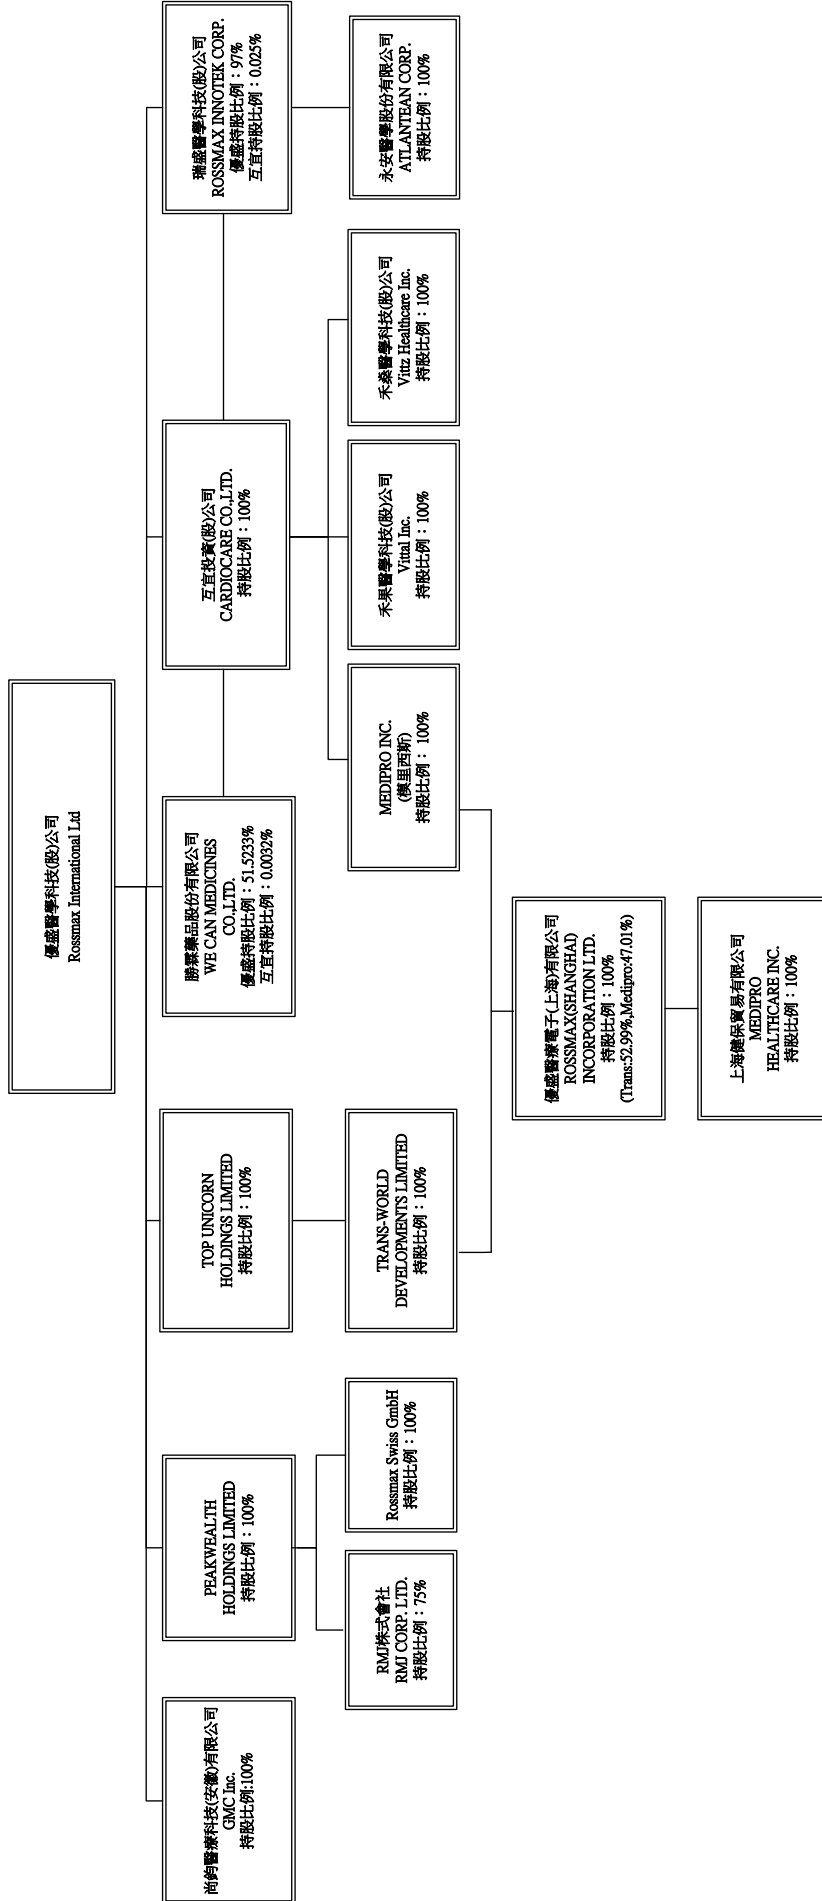 優盛醫學科技(股)公司
Rossmax International Ltd
尚鈞醫療科技(安徽)有限公司
GMC Inc.
持股比例:100%
PEAKWEALTH
HOLDINGS LIMITED
持股比例：100%
TOP UNICORN
HOLDINGS LIMITED
持股比例：100%
勝霖藥品股份有限公司
WE CAN MEDICINES
CO.,LTD.
優盛持股比例：51.5233%
互宜持股比例：0.0032%
互宜投資(股)公司
CARDIOCARE CO.,LTD.
持股比例：100%
瑞盛醫學科技(股)公司
ROSSMAX INNOTEK CORP.
優盛持股比例：97%
互宜持股比例：0.025%
RMJ株式會社
RMJ CORP. LTD.
持股比例：75%
Rossmax Swiss GmbH
持股比例：100%
TRANS-WORLD
DEVELOPMENTS LIMITED
持股比例：100%
MEDIPRO INC.
(模里西斯)
持股比例： 100%
禾果醫學科技(股)公司
Vittal Inc.
持股比例：100%
禾燊醫學科技(股)公司
Vittz Healthcare Inc.
持股比例：100%
永安醫學股份有限公司
ATLANTEAN CORP.
持股比例：100%
優盛醫療電子(上海)有限公司
ROSSMAX(SHANGHAI)
INCORPORATION LTD.
持股比例：100%
(Trans:52.99%,Medipro:47.01%)
上海健保貿易有限公司
MEDIPRO
HEALTHCARE INC.
持股比例：100%